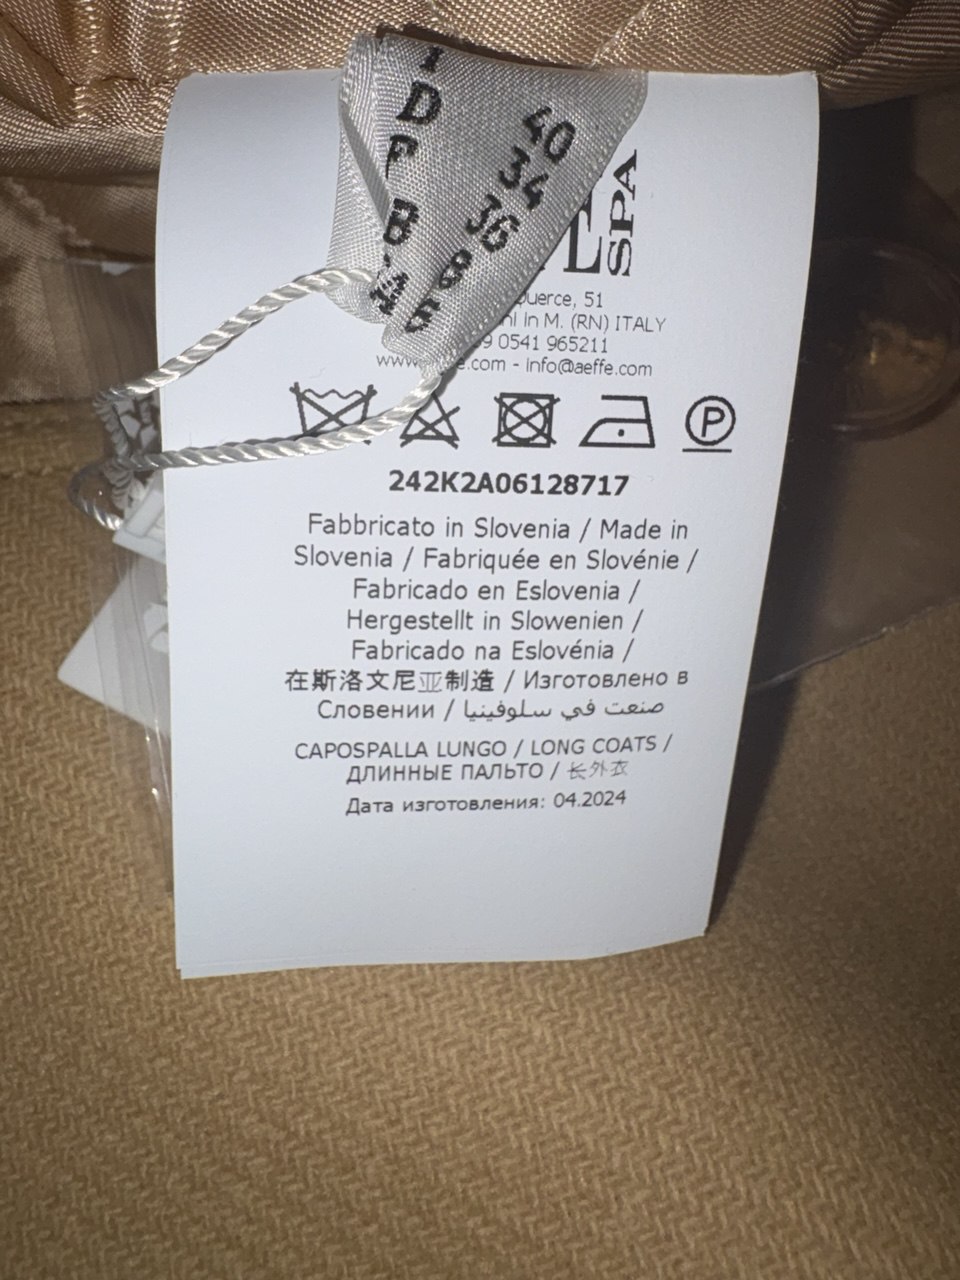 I 40
D 34
F 36
B 8
6
SPA
Querce, 51
in M. (RN) ITALY
0541 965211
- info@aeffe.com
P
242K2A06128717
Fabbricato in Slovenia / Made in
Slovenia / Fabriquée en Slovénie /
Fabricado en Eslovenia /
Hergestellt in Slowenien /
Fabricado na Eslovénia /
在斯洛文尼亚制造 / Изготовлено в
Словении / صنعت في سلوفينيا
CAPOSPALLA LUNGO / LONG COATS /
ДЛИННЫЕ ПАЛЬТО / 长外衣
Дата изготовления: 04.2024